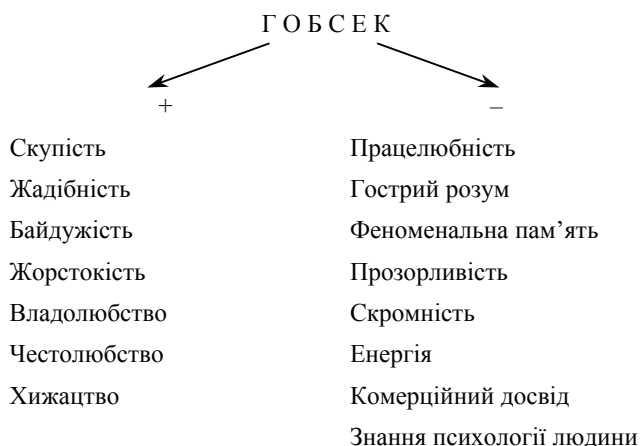 Г О Б С Е К
+ –
Скупість Працелюбність
Жадібність Гострий розум
Байдужість Феноменальна пам’ять
Жорстокість Прозорливість
Владолюбство Скромність
Честолюбство Енергія
Хижацтво Комерційний досвід
Знання психології людини